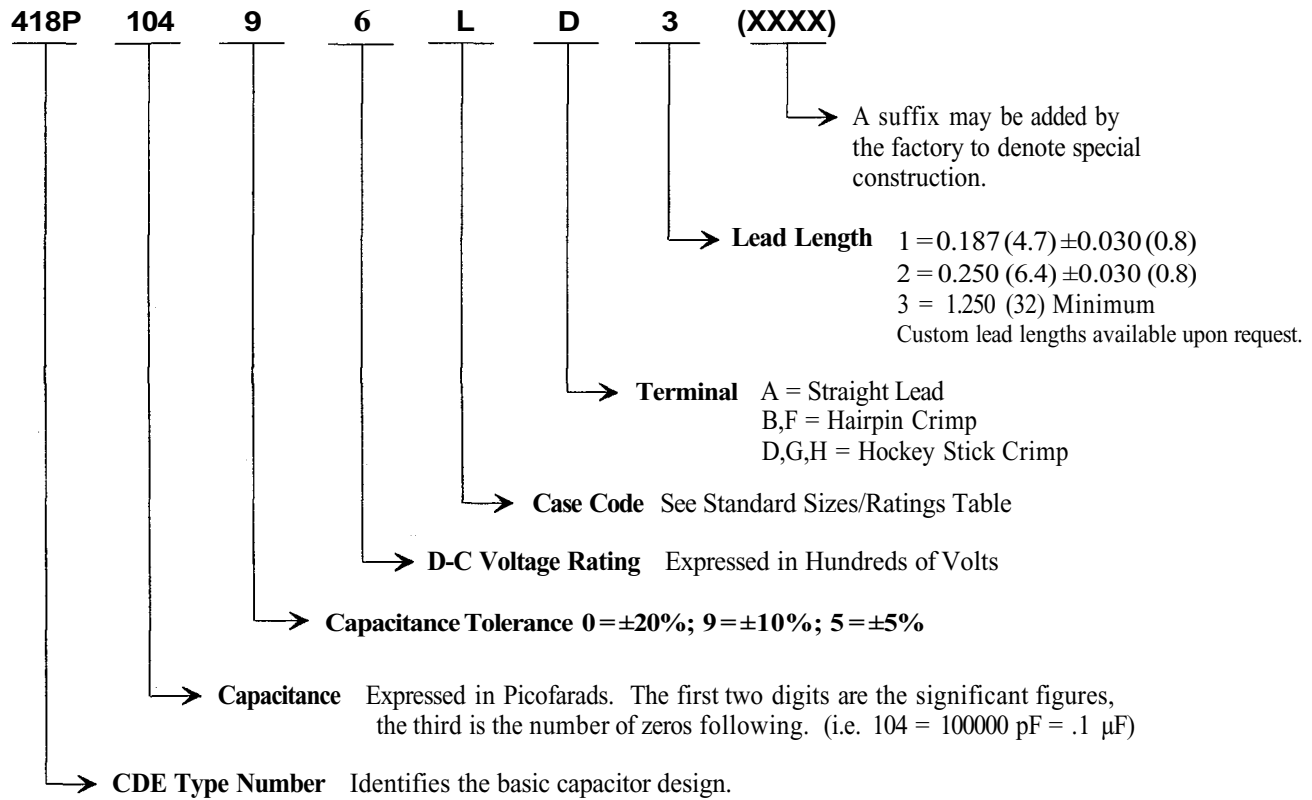 418P 104 9 6 L D 3 (XXXX)
A suffix may be added by
the factory to denote special
construction.
Lead Length 1 = 0.187 (4.7) ±0.030 (0.8)
2 = 0.250 (6.4) ±0.030 (0.8)
3 = 1.250 (32) Minimum
Custom lead lengths available upon request.
Terminal A = Straight Lead
B,F = Hairpin Crimp
D,G,H = Hockey Stick Crimp
Case Code See Standard Sizes/Ratings Table
D-C Voltage Rating Expressed in Hundreds of Volts
Capacitance Tolerance 0=±20%; 9=±10%; 5=±5%
Capacitance Expressed in Picofarads. The first two digits are the significant figures,
the third is the number of zeros following. (i.e. 104 = 100000 pF = .1 µF)
CDE Type Number Identifies the basic capacitor design.